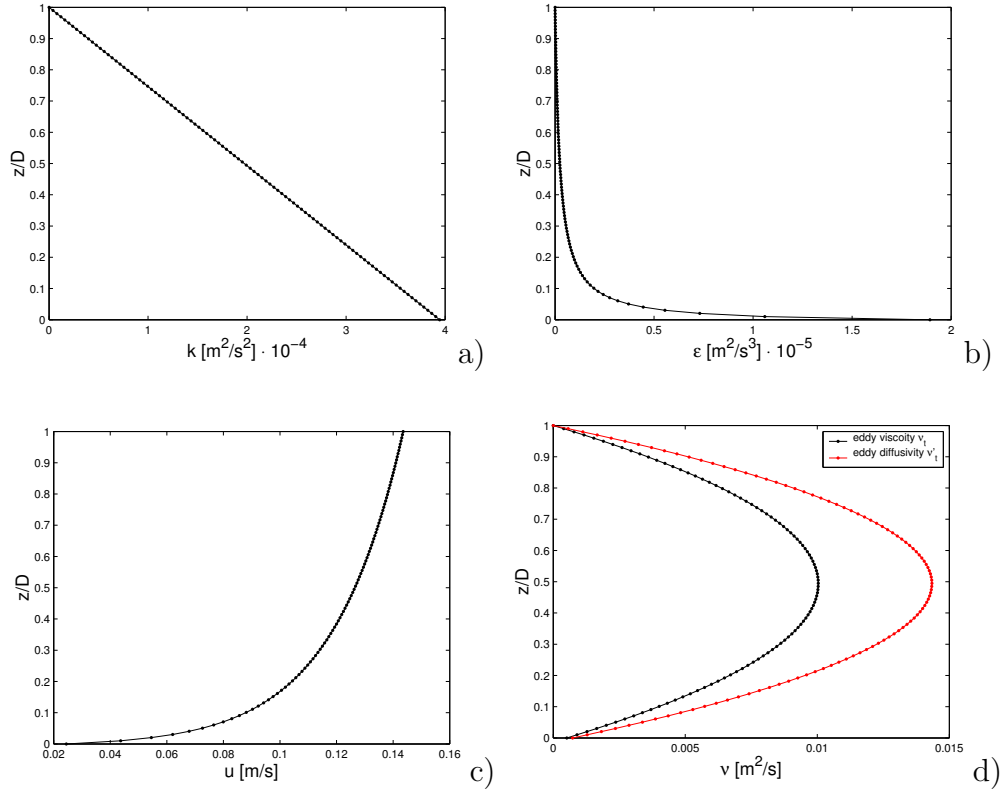 1
0.9
0.8
0.7
0.6
0.5
0.4
0.3
0.2
0.1
0
z/D
0 1 2 3 4
k [m²/s²] · 10⁻⁴
a)
1
0.9
0.8
0.7
0.6
0.5
0.4
0.3
0.2
0.1
0
z/D
0 0.5 1 1.5 2
ε [m²/s³] · 10⁻⁵
b)
1
0.9
0.8
0.7
0.6
0.5
0.4
0.3
0.2
0.1
0
z/D
0.02 0.04 0.06 0.08 0.1 0.12 0.14 0.16
u [m/s]
c)
1
0.9
0.8
0.7
0.6
0.5
0.4
0.3
0.2
0.1
0
z/D
eddy viscoity ν_t
eddy diffusivity ν'_t
0 0.005 0.01 0.015
ν [m²/s]
d)